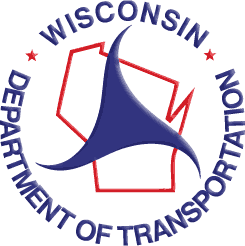 WISCONSIN
DEPARTMENT OF TRANSPORTATION